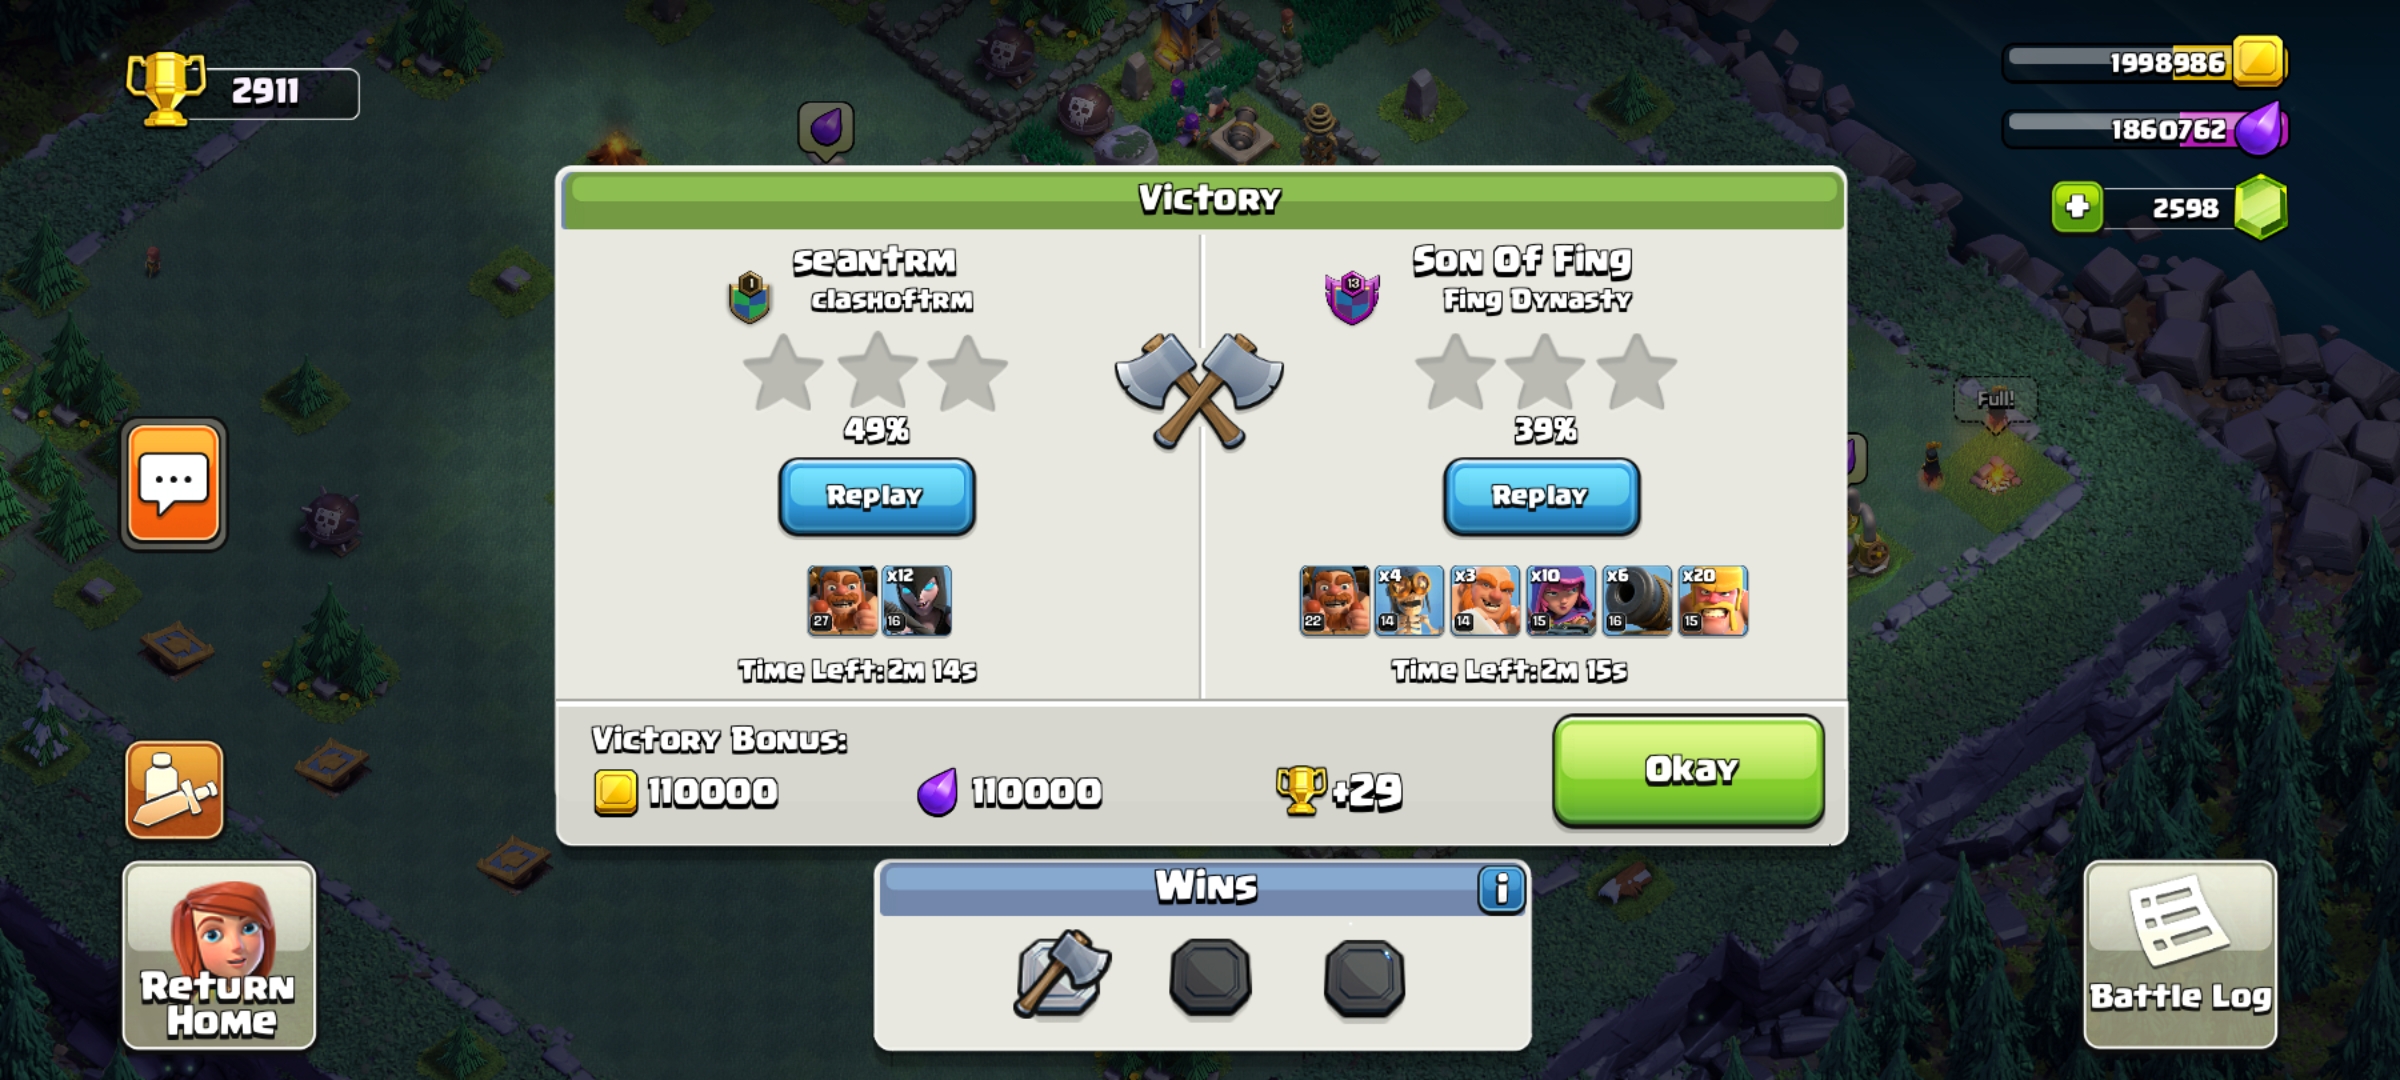 2911
1998986
1860762
2598
Victory
seantrm
clashoftrm
1
49%
Replay
x12
27
16
Time Left:2m 14s
Son Of Fing
Fing Dynasty
13
39%
Replay
x4
x3
x10
x6
x20
22
14
14
15
16
15
Time Left:2m 15s
Full!
Victory Bonus:
110000
110000
+29
Okay
Wins
i
Return
Home
Battle Log